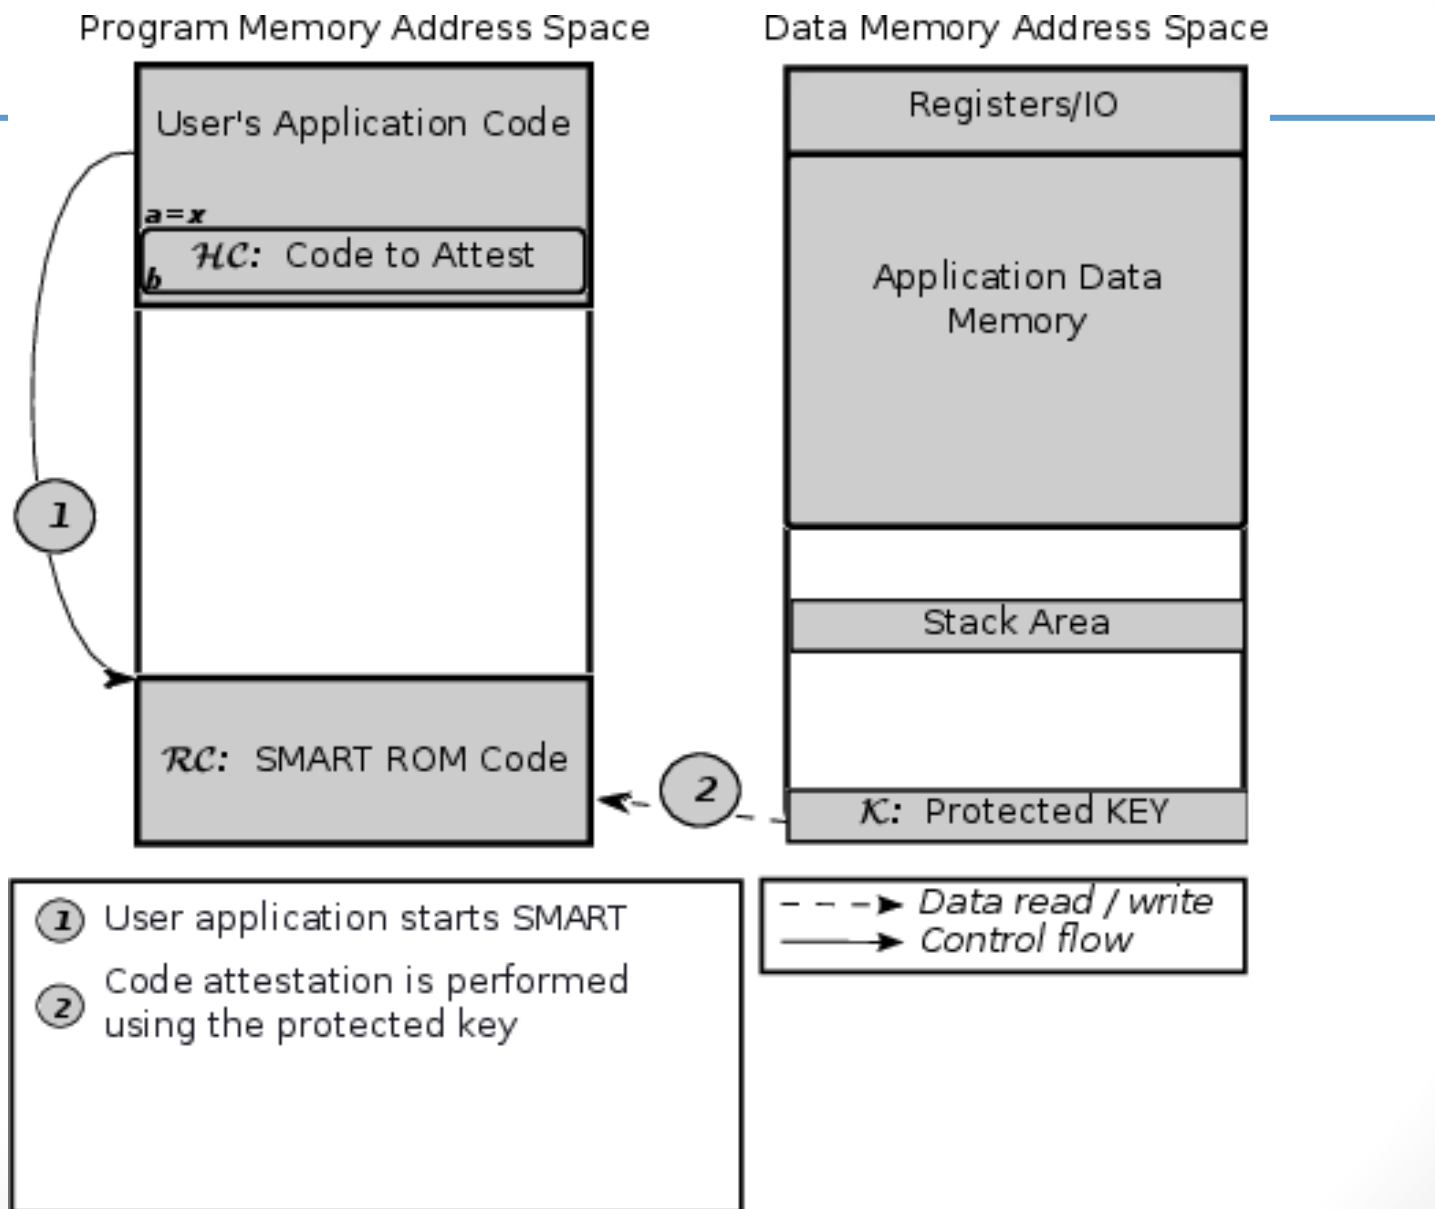 Program Memory Address Space
Data Memory Address Space
User's Application Code
a=x
HC: Code to Attest
b
Registers/IO
Application Data
Memory
1
Stack Area
RC: SMART ROM Code
2
K: Protected KEY
1 User application starts SMART
2 Code attestation is performed
using the protected key
Data read / write
Control flow